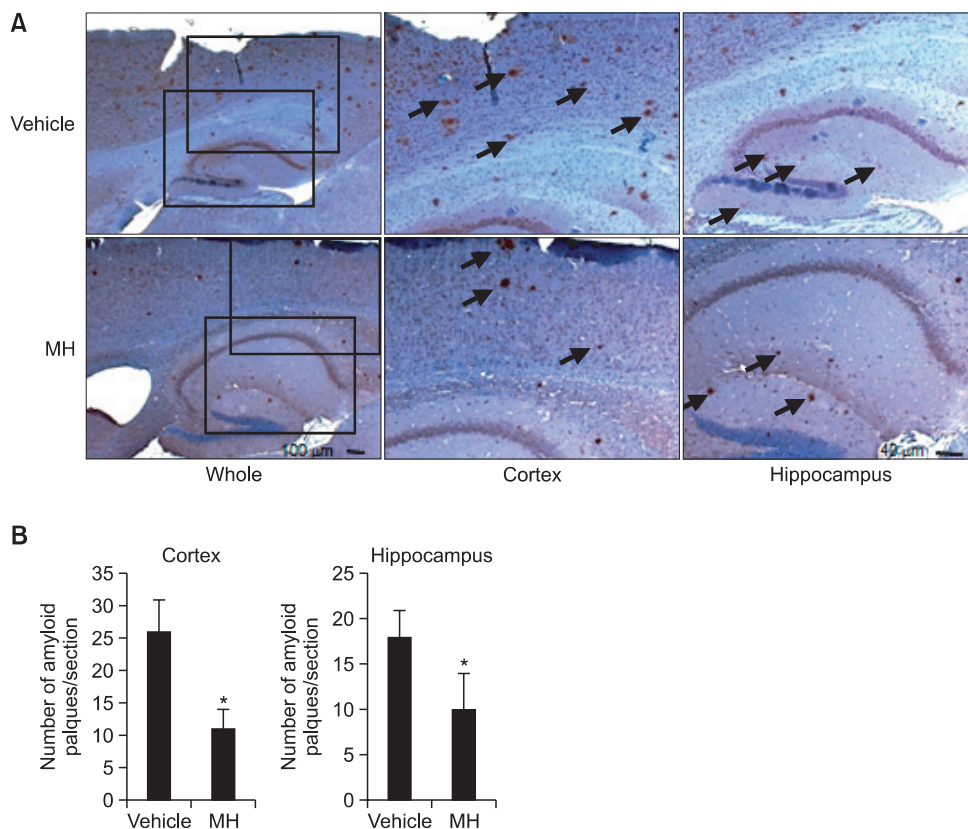 A
Vehicle
MH
100 µm
40 µm
Whole
Cortex
Hippocampus
B
Cortex
Number of amyloid
palques/section
35
30
25
20
15
10
5
0
*
Vehicle
MH
Hippocampus
Number of amyloid
palques/section
25
20
15
10
5
0
*
Vehicle
MH